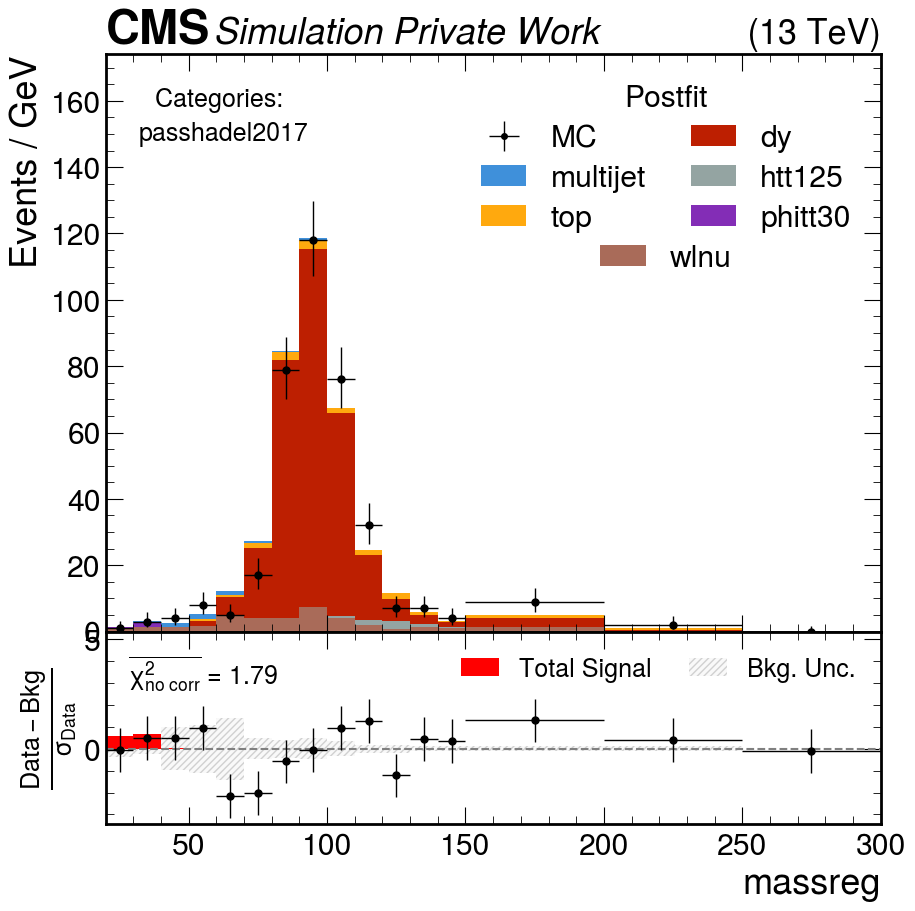 CMS Simulation Private Work (13 TeV)
Events / GeV
Categories:
passhadel2017
Postfit
MC dy
multijet htt125
top phitt30
wlnu
160
140
120
100
80
60
40
20
0
5
0
χ²no corr = 1.79
Total Signal Bkg. Unc.
Data – Bkg
σData
50 100 150 200 250 300
massreg